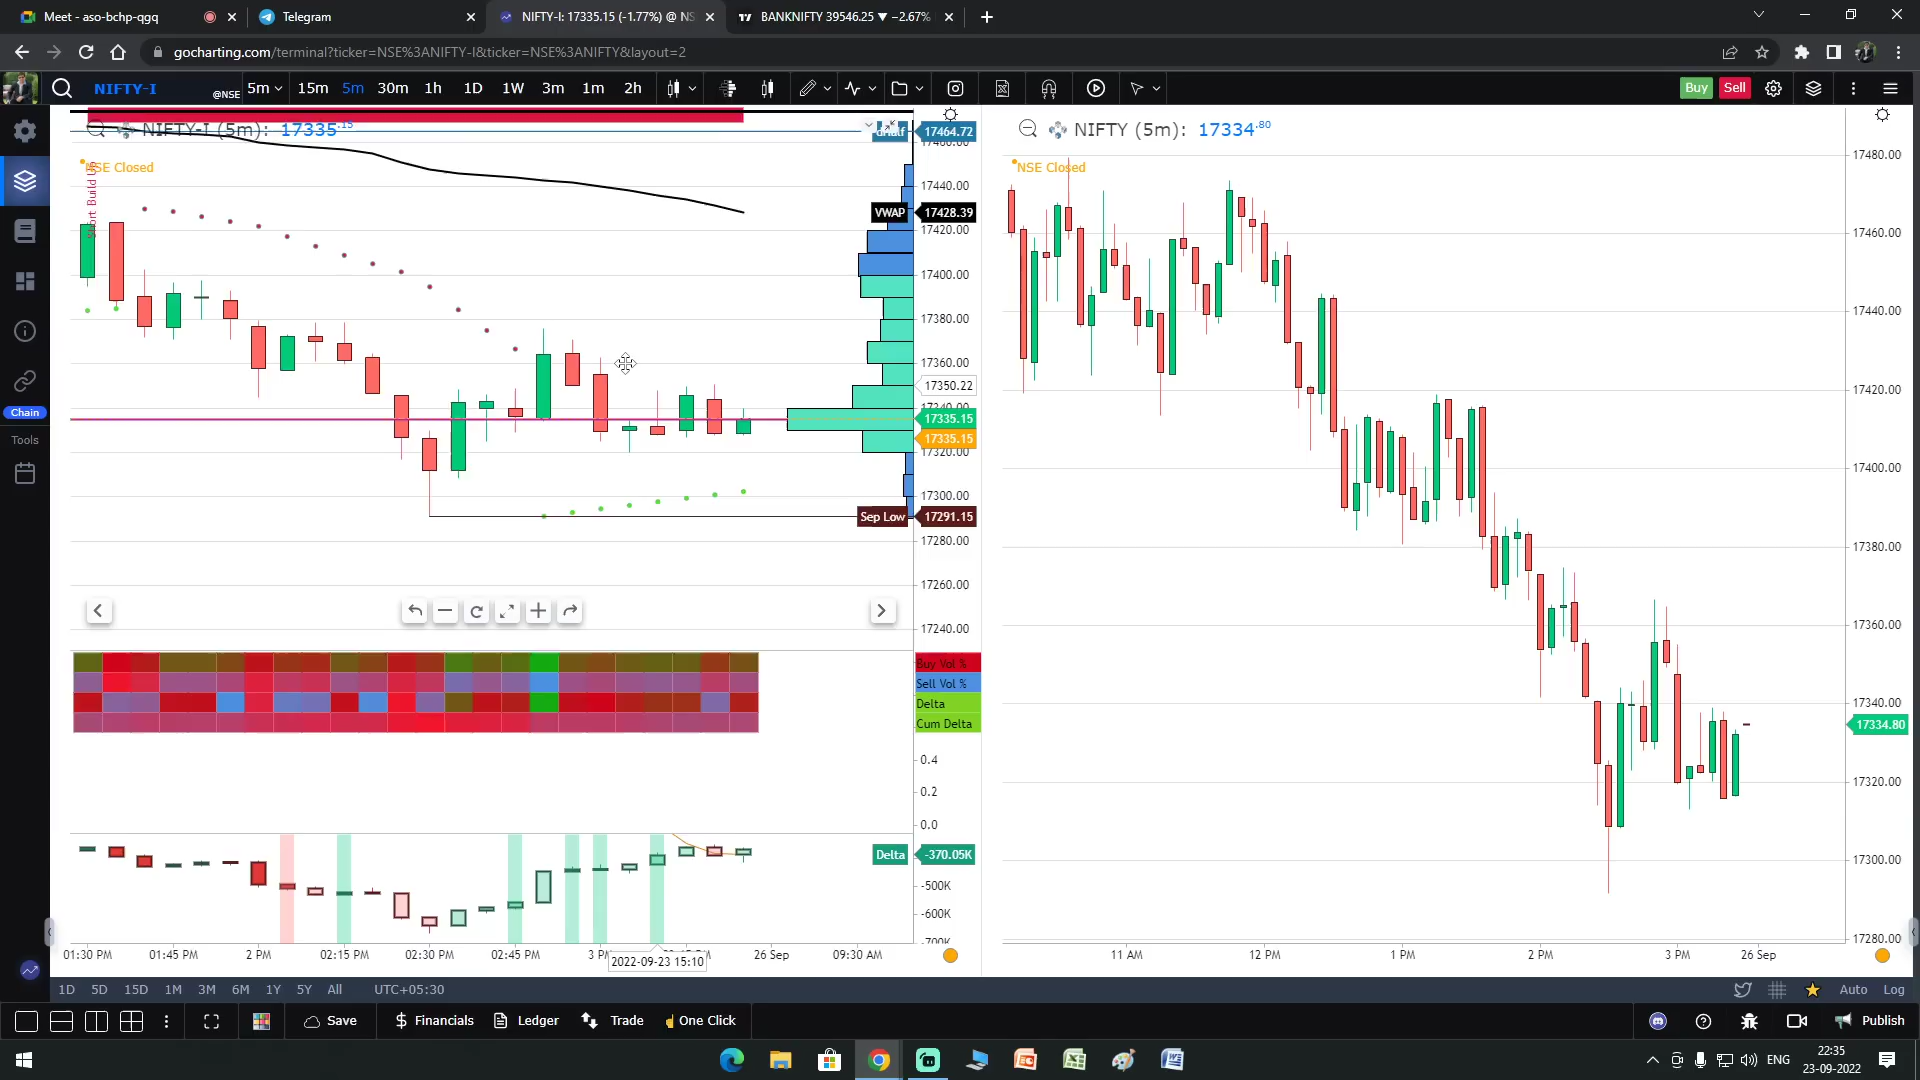 Meet - aso-bchp-qgq
Telegram
NIFTY-I: 17335.15 (-1.77%) @ NS
BANKNIFTY 39546.25 ▼ −2.67%
gocharting.com/terminal?ticker=NSE%3ANIFTY-I&ticker=NSE%3ANIFTY&layout=2
NIFTY-I @NSE 5m 15m 5m 30m 1h 1D 1W 3m 1m 2h Buy Sell
NIFTY-I (5m): 17335.15
NSE Closed
17464.72
17460.00
17440.00
VWAP 17428.39
17420.00
17400.00
17380.00
17360.00
17350.22
17340.00
17335.15
17335.15
17320.00
17300.00
Sep Low 17291.15
17280.00
17260.00
17240.00
Buy Vol %
Sell Vol %
Delta
Cum Delta
0.4
0.2
0.0
Delta -370.05K
-500K
-600K
-700K
01:30 PM 01:45 PM 2 PM 02:15 PM 02:30 PM 02:45 PM 26 Sep 09:30 AM
2022-09-23 15:10
NIFTY (5m): 17334.80
NSE Closed
17480.00
17460.00
17440.00
17420.00
17400.00
17380.00
17360.00
17340.00
17334.80
17320.00
17300.00
17280.00
11 AM 12 PM 1 PM 2 PM 3 PM 26 Sep
Chain
Tools
1D 5D 15D 1M 3M 6M 1Y 5Y All UTC+05:30 Auto Log
Save $ Financials Ledger Trade One Click Publish
ENG
22:35
23-09-2022